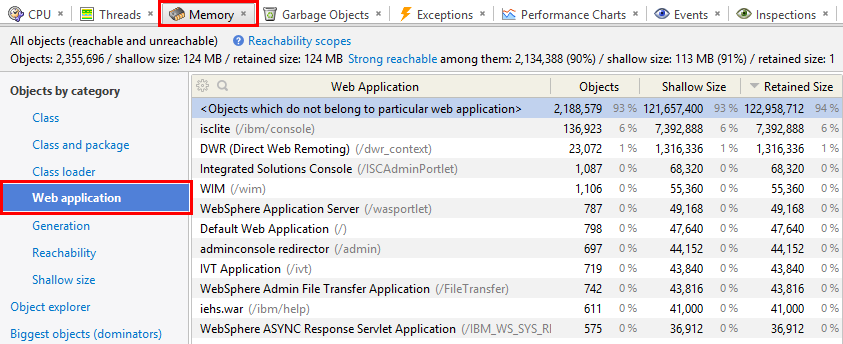 CPU × Threads × Memory × Garbage Objects × Exceptions × Performance Charts × Events × Inspections ×
All objects (reachable and unreachable) Reachability scopes
Objects: 2,355,696 / shallow size: 124 MB / retained size: 124 MB Strong reachable among them: 2,134,388 (90%) / shallow size: 113 MB (91%) / retained size: 1
Objects by category
Class
Class and package
Class loader
Web application
Generation
Reachability
Shallow size
Object explorer
Biggest objects (dominators)
Web Application Objects Shallow Size Retained Size
<Objects which do not belong to particular web application> 2,188,579 93 % 121,657,400 93 % 122,958,712 94 %
isclite (/ibm/console) 136,923 6 % 7,392,888 6 % 7,392,888 6 %
DWR (Direct Web Remoting) (/dwr_context) 23,072 1 % 1,316,336 1 % 1,316,336 1 %
Integrated Solutions Console (/ISCAdminPortlet) 1,087 0 % 68,320 0 % 68,320 0 %
WIM (/wim) 1,106 0 % 55,360 0 % 55,360 0 %
WebSphere Application Server (/wasportlet) 787 0 % 49,168 0 % 49,168 0 %
Default Web Application (/) 798 0 % 47,640 0 % 47,640 0 %
adminconsole redirector (/admin) 697 0 % 44,152 0 % 44,152 0 %
IVT Application (/ivt) 719 0 % 43,840 0 % 43,840 0 %
WebSphere Admin File Transfer Application (/FileTransfer) 742 0 % 43,816 0 % 43,816 0 %
iehs.war (/ibm/help) 611 0 % 41,000 0 % 41,000 0 %
WebSphere ASYNC Response Servlet Application (/IBM_WS_SYS_RE 575 0 % 36,912 0 % 36,912 0 %